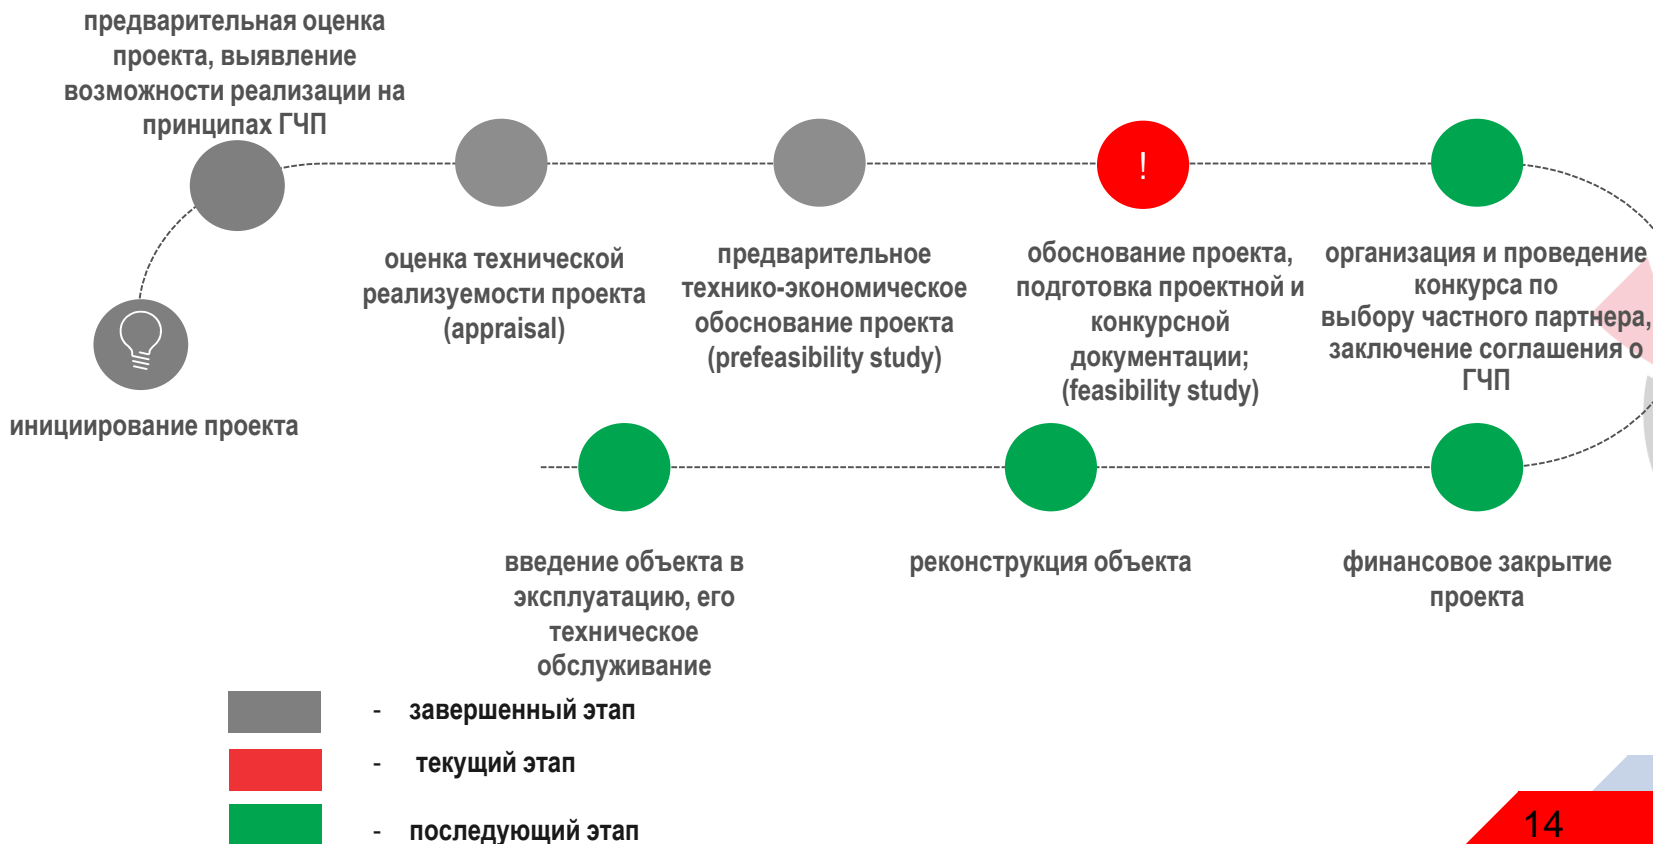 предварительная оценка
проекта, выявление
возможности реализации на
принципах ГЧП
!
оценка технической
реализуемости проекта
(appraisal)
предварительное
технико-экономическое
обоснование проекта
(prefeasibility study)
обоснование проекта,
подготовка проектной и
конкурсной
документации;
(feasibility study)
организация и проведение
конкурса по
выбору частного партнера,
заключение соглашения о
ГЧП
инициирование проекта
введение объекта в
эксплуатацию, его
техническое
обслуживание
реконструкция объекта
финансовое закрытие
проекта
- завершенный этап
- текущий этап
- последующий этап
14